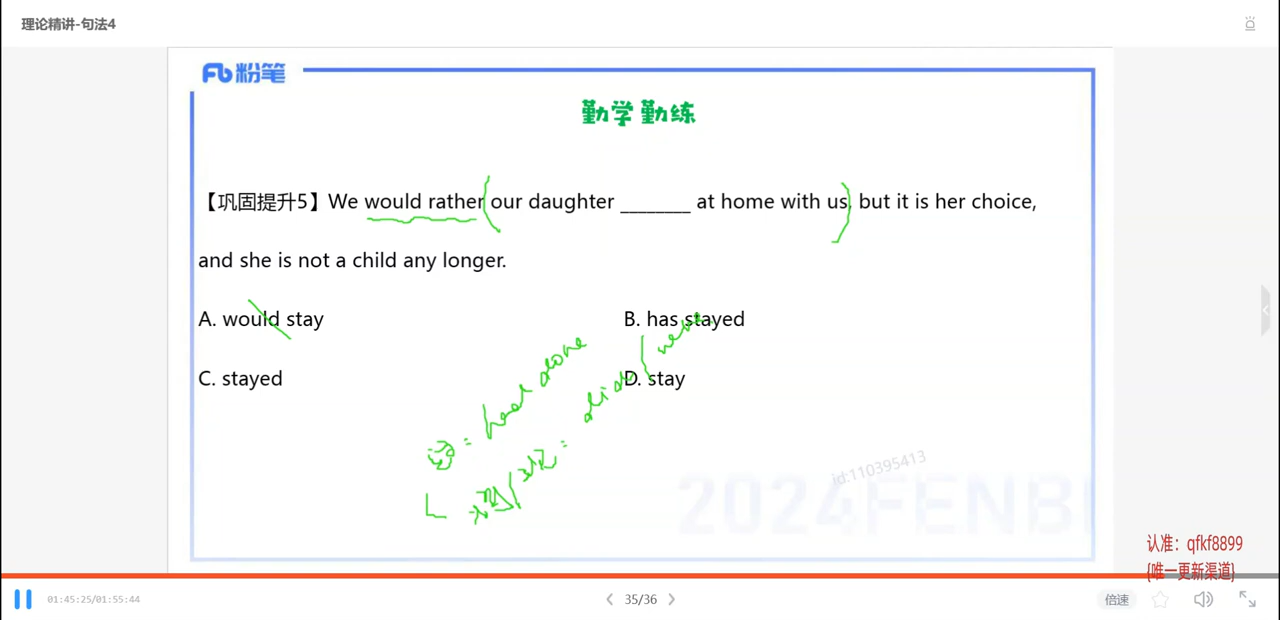 理论精讲-句法4
粉笔
勤学勤练
【巩固提升5】We would rather our daughter ________ at home with us, but it is her choice,
and she is not a child any longer.
A. would stay
B. has stayed
C. stayed
D. stay
过: had done
现/将: did/were
id:110395413
2024FENBI
认准：qfkf8899
(唯一更新渠道)
01:45:25/01:55:44
35/36
倍速